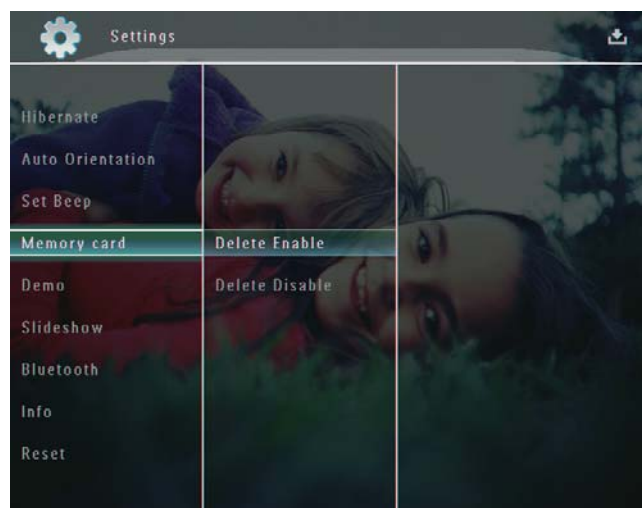 Settings
Hibernate
Auto Orientation
Set Beep
Memory card
Delete Enable
Demo
Delete Disable
Slideshow
Bluetooth
Info
Reset